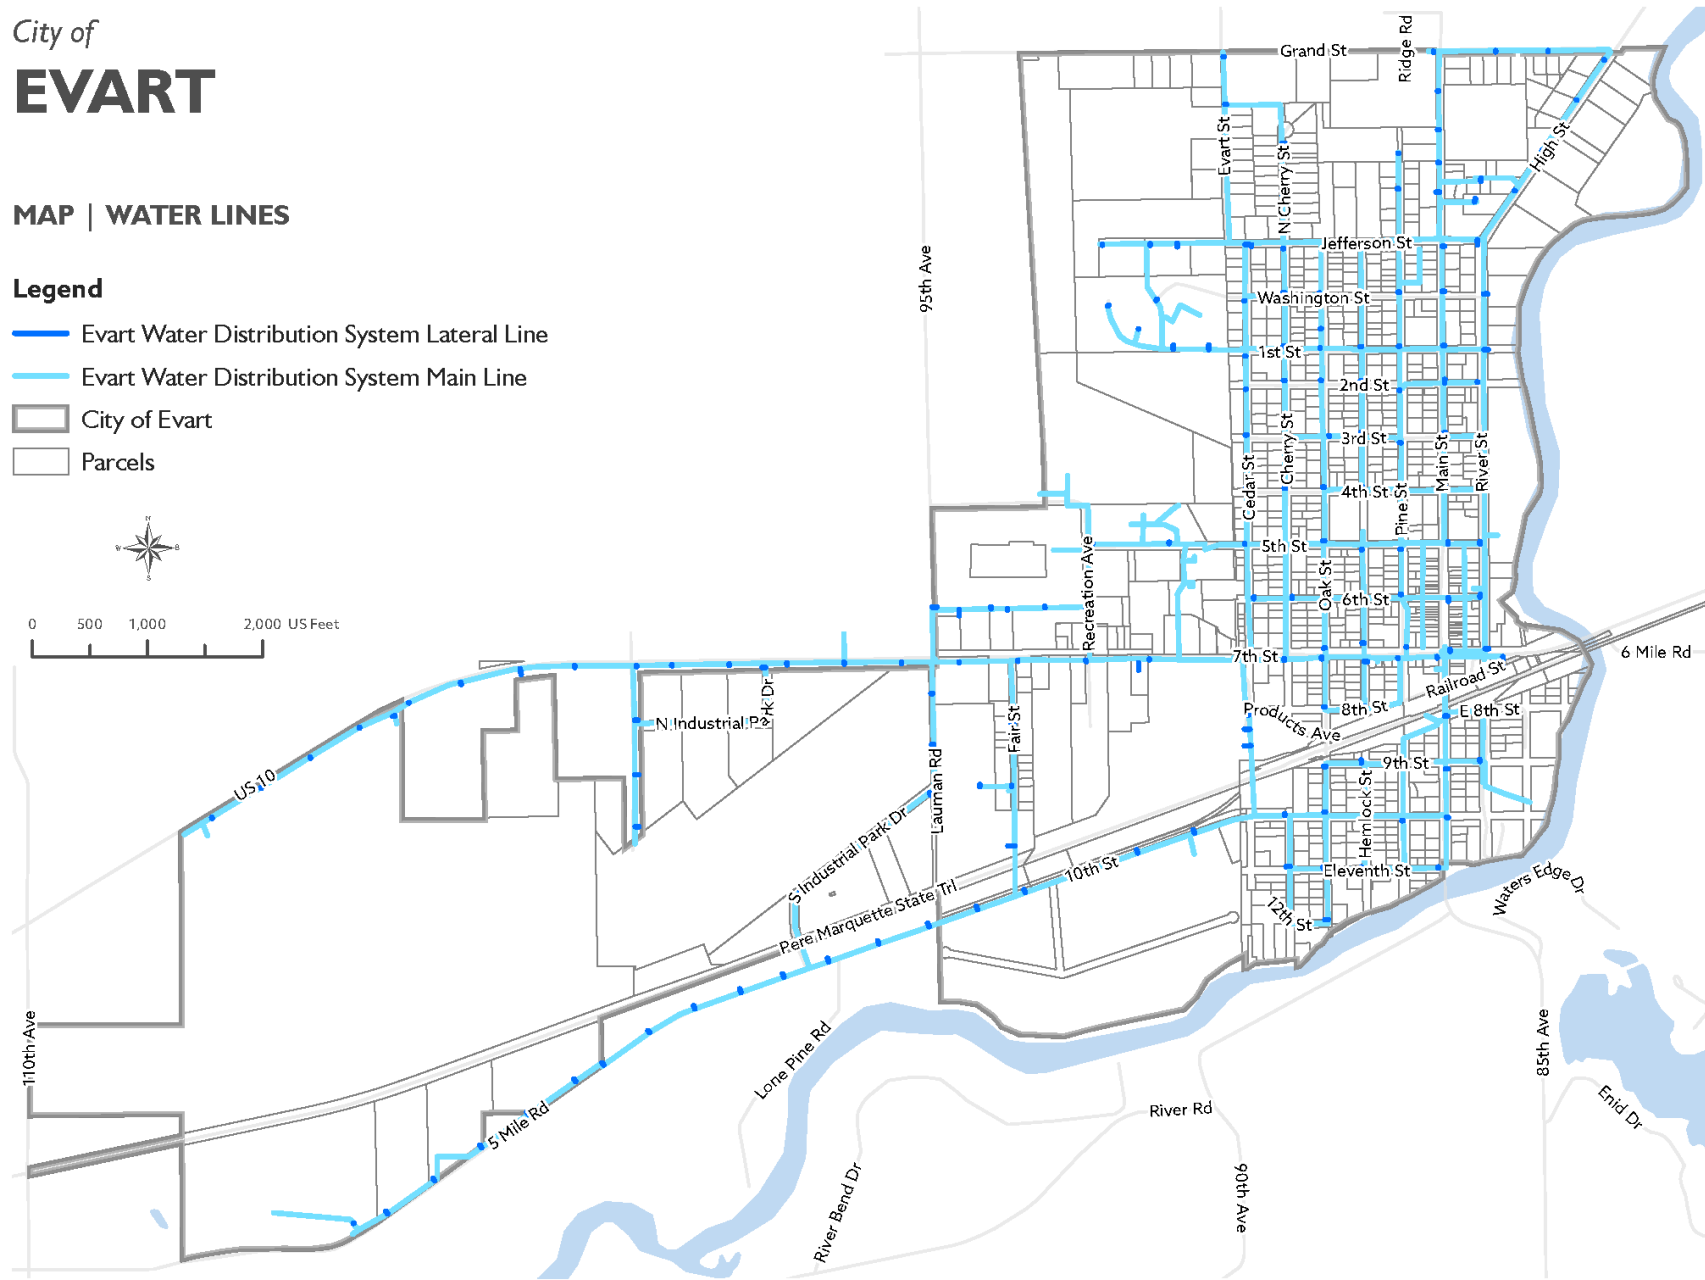 City of
EVART
MAP | WATER LINES
Legend
Evart Water Distribution System Lateral Line
Evart Water Distribution System Main Line
City of Evart
Parcels
N
W
E
S
0 500 1,000 2,000 US Feet
Grand St
Ridge Rd
High St
Evart St
N Cherry St
95th Ave
Jefferson St
Washington St
1st St
2nd St
3rd St
4th St
Cedar St
Cherry St
Pine St
Main St
River St
5th St
Oak St
6th St
Recreation Ave
7th St
6 Mile Rd
Railroad St
8th St
E 8th St
Products Ave
9th St
Hemlock St
N Industrial Pa
rk Dr
Fair St
Lauman Rd
US 10
S Industrial Park Dr
10th St
Eleventh St
12th St
Waters Edge Dr
Pere Marquette State Trl
110th Ave
Lone Pine Rd
85th Ave
5 Mile Rd
River Rd
Enid Dr
River Bend Dr
90th Ave